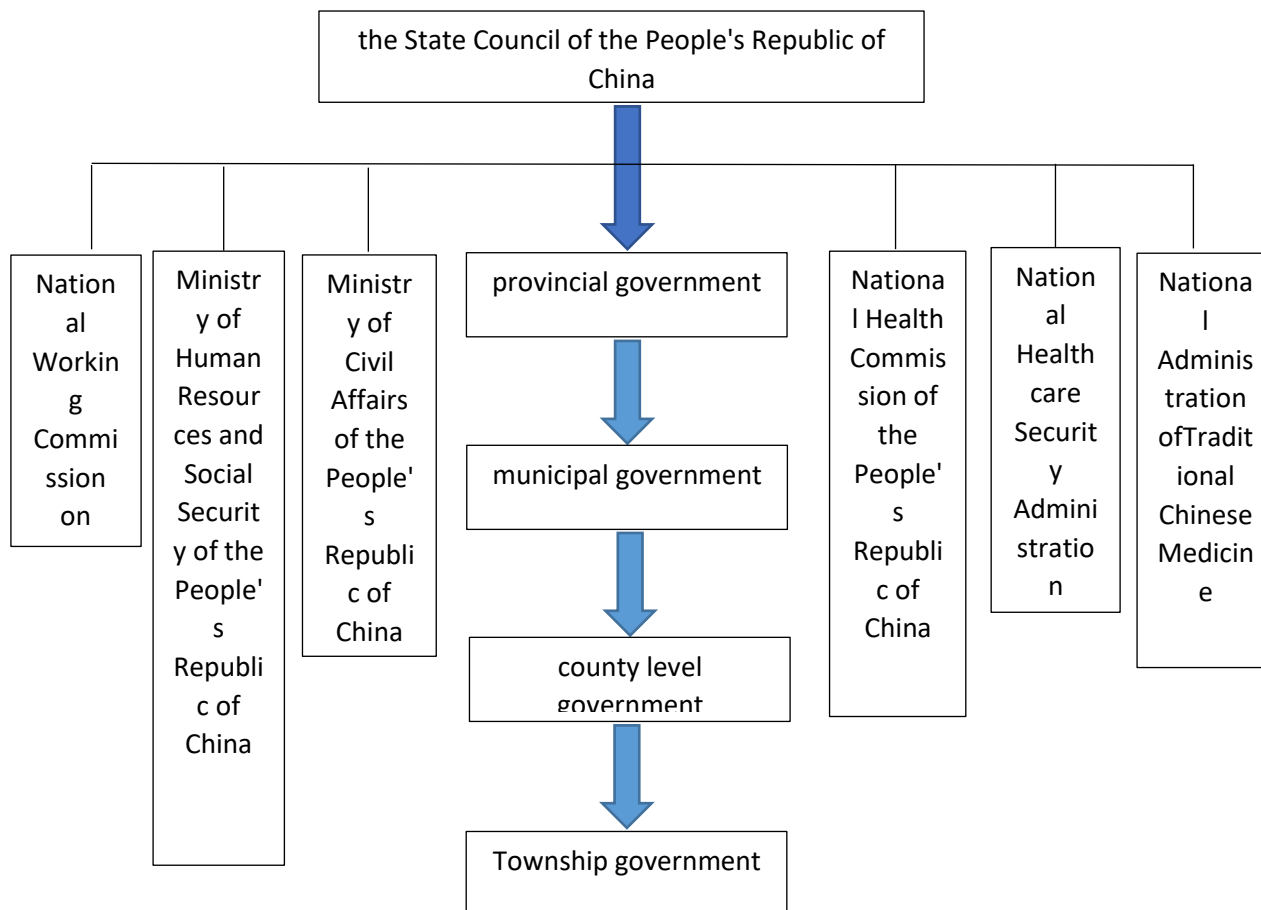 the State Council of the People's Republic of
China
Nation
al
Workin
g
Commi
ssion
on
Ministr
y of
Human
Resour
ces and
Social
Securit
y of the
People'
s
Republi
c of
China
Ministr
y of
Civil
Affairs
of the
People'
s
Republi
c of
China
provincial government
municipal government
county level
government
Township government
Nationa
l Health
Commis
sion of
the
People'
s
Republi
c of
China
Nation
al
Health
care
Securit
y
Admini
stratio
n
Nationa
l
Adminis
tration
ofTradit
ional
Chinese
Medicin
e